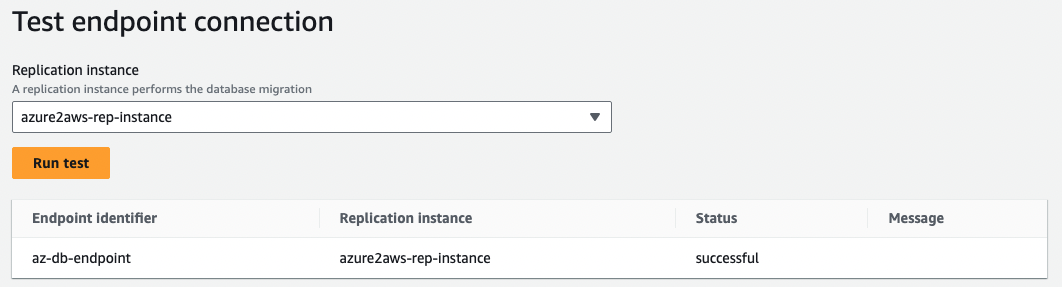 Test endpoint connection
Replication instance
A replication instance performs the database migration
azure2aws-rep-instance
Run test
Endpoint identifier Replication instance Status Message
az-db-endpoint azure2aws-rep-instance successful